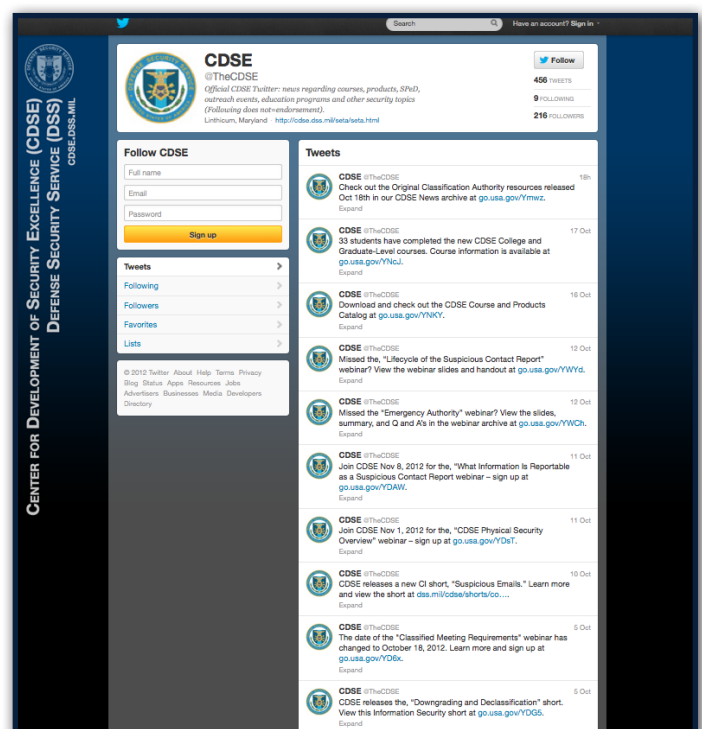 Search
Have an account? Sign in
CENTER FOR DEVELOPMENT OF SECURITY EXCELLENCE (CDSE)
DEFENSE SECURITY SERVICE (DSS)
CDSE.DSS.MIL
CDSE
@TheCDSE
Official CDSE Twitter: news regarding courses, products, SPeD,
outreach events, education programs and other security topics
(Following does not=endorsement).
Linthicum, Maryland · http://cdse.dss.mil/seta/seta.html
Follow
456 TWEETS
9 FOLLOWING
216 FOLLOWERS
Follow CDSE
Full name
Email
Password
Sign up
Tweets
Following
Followers
Favorites
Lists
© 2012 Twitter About Help Terms Privacy
Blog Status Apps Resources Jobs
Advertisers Businesses Media Developers
Directory
Tweets
CDSE @TheCDSE 18h
Check out the Original Classification Authority resources released
Oct 18th in our CDSE News archive at go.usa.gov/Ymwz.
Expand
CDSE @TheCDSE 17 Oct
33 students have completed the new CDSE College and
Graduate-Level courses. Course information is available at
go.usa.gov/YNcJ.
Expand
CDSE @TheCDSE 16 Oct
Download and check out the CDSE Course and Products
Catalog at go.usa.gov/YNKY.
Expand
CDSE @TheCDSE 12 Oct
Missed the, "Lifecycle of the Suspicious Contact Report"
webinar? View the webinar slides and handout at go.usa.gov/YWYd.
Expand
CDSE @TheCDSE 12 Oct
Missed the "Emergency Authority" webinar? View the slides,
summary, and Q and A's in the webinar archive at go.usa.gov/YWCh.
Expand
CDSE @TheCDSE 11 Oct
Join CDSE Nov 8, 2012 for the, "What Information Is Reportable
as a Suspicious Contact Report webinar – sign up at
go.usa.gov/YDAW.
Expand
CDSE @TheCDSE 11 Oct
Join CDSE Nov 1, 2012 for the, "CDSE Physical Security
Overview" webinar – sign up at go.usa.gov/YDsT.
Expand
CDSE @TheCDSE 10 Oct
CDSE releases a new CI short, "Suspicious Emails." Learn more
and view the short at dss.mil/cdse/shorts/co....
Expand
CDSE @TheCDSE 5 Oct
The date of the "Classified Meeting Requirements" webinar has
changed to October 18, 2012. Learn more and sign up at
go.usa.gov/YD6x.
Expand
CDSE @TheCDSE 5 Oct
CDSE releases the, "Downgrading and Declassification" short.
View this Information Security short at go.usa.gov/YDG5.
Expand